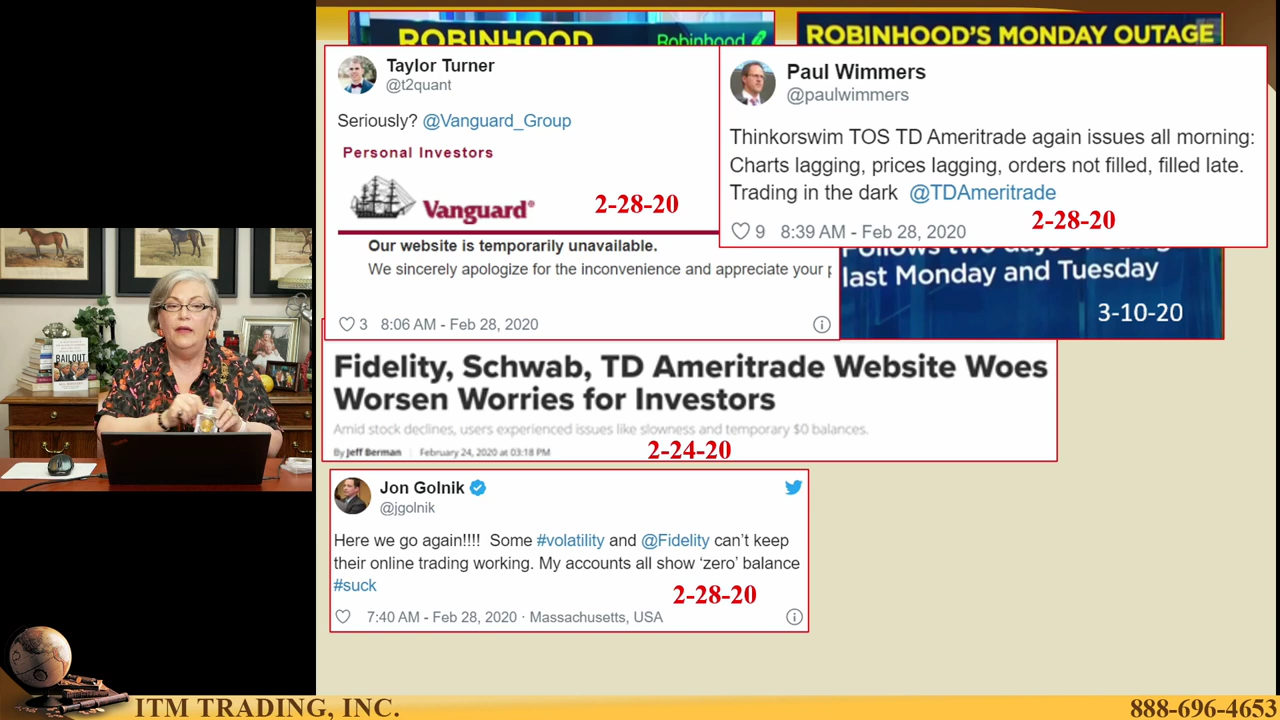 ROBINHOOD
Robinhood
ROBINHOOD'S MONDAY OUTAGE
Taylor Turner
@t2quant
Seriously? @Vanguard_Group
Personal Investors
Vanguard®
2-28-20
Our website is temporarily unavailable.
We sincerely apologize for the inconvenience and appreciate your
3 8:06 AM - Feb 28, 2020
Paul Wimmers
@paulwimmers
Thinkorswim TOS TD Ameritrade again issues all morning:
Charts lagging, prices lagging, orders not filled, filled late.
Trading in the dark @TDAmeritrade
2-28-20
9 8:39 AM - Feb 28, 2020
last Monday and Tuesday
3-10-20
Fidelity, Schwab, TD Ameritrade Website Woes
Worsen Worries for Investors
Amid stock declines, users experienced issues like slowness and temporary $0 balances.
By Jeff Berman February 24, 2020 at 03:18 PM
2-24-20
Jon Golnik
@jgolnik
Here we go again!!!! Some #volatility and @Fidelity can't keep
their online trading working. My accounts all show 'zero' balance
#suck
2-28-20
7:40 AM - Feb 28, 2020 · Massachusetts, USA
BAILOUT
ITM TRADING, INC.
888-696-4653